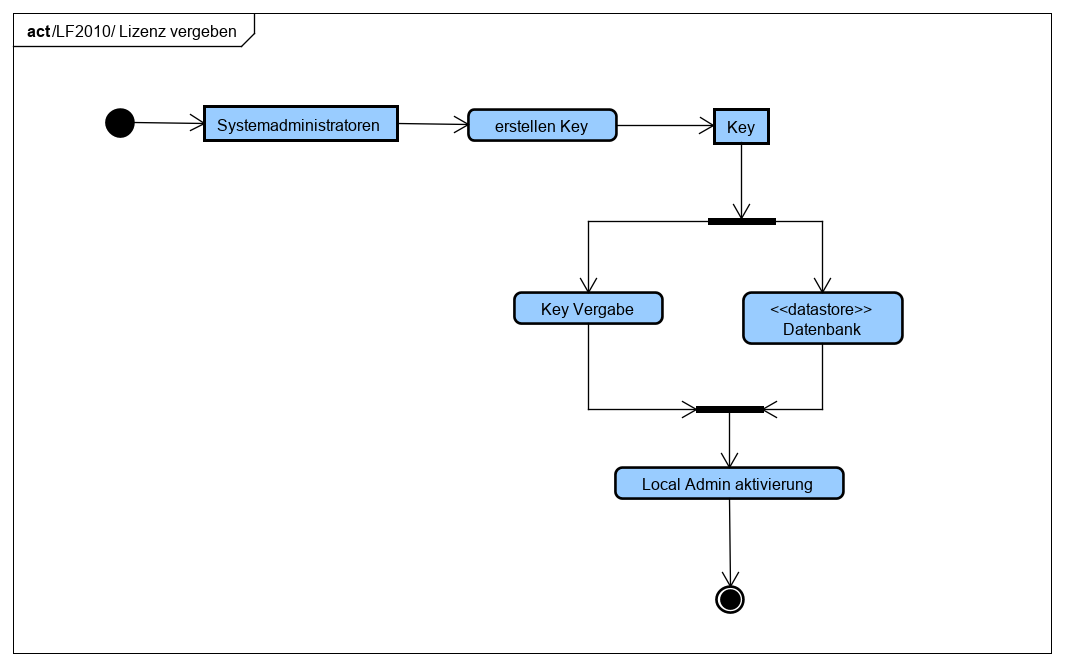 act/LF2010/ Lizenz vergeben
Systemadministratoren
erstellen Key
Key
Key Vergabe
<<datastore>>
Datenbank
Local Admin aktivierung